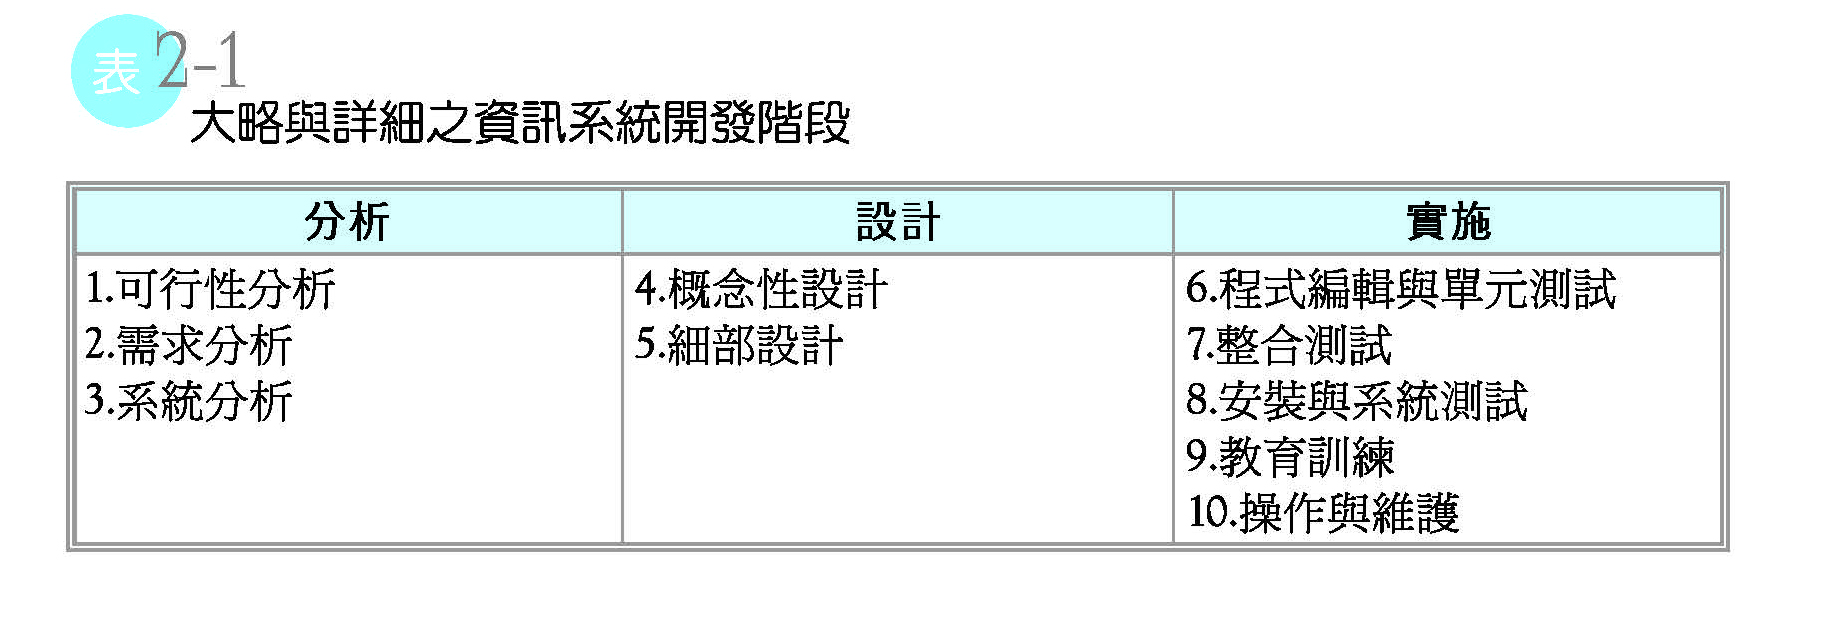 表2-1
大略與詳細之資訊系統開發階段
分析 設計 實施
1.可行性分析 4.概念性設計 6.程式編輯與單元測試
2.需求分析 5.細部設計 7.整合測試
3.系統分析 8.安裝與系統測試
9.教育訓練
10.操作與維護